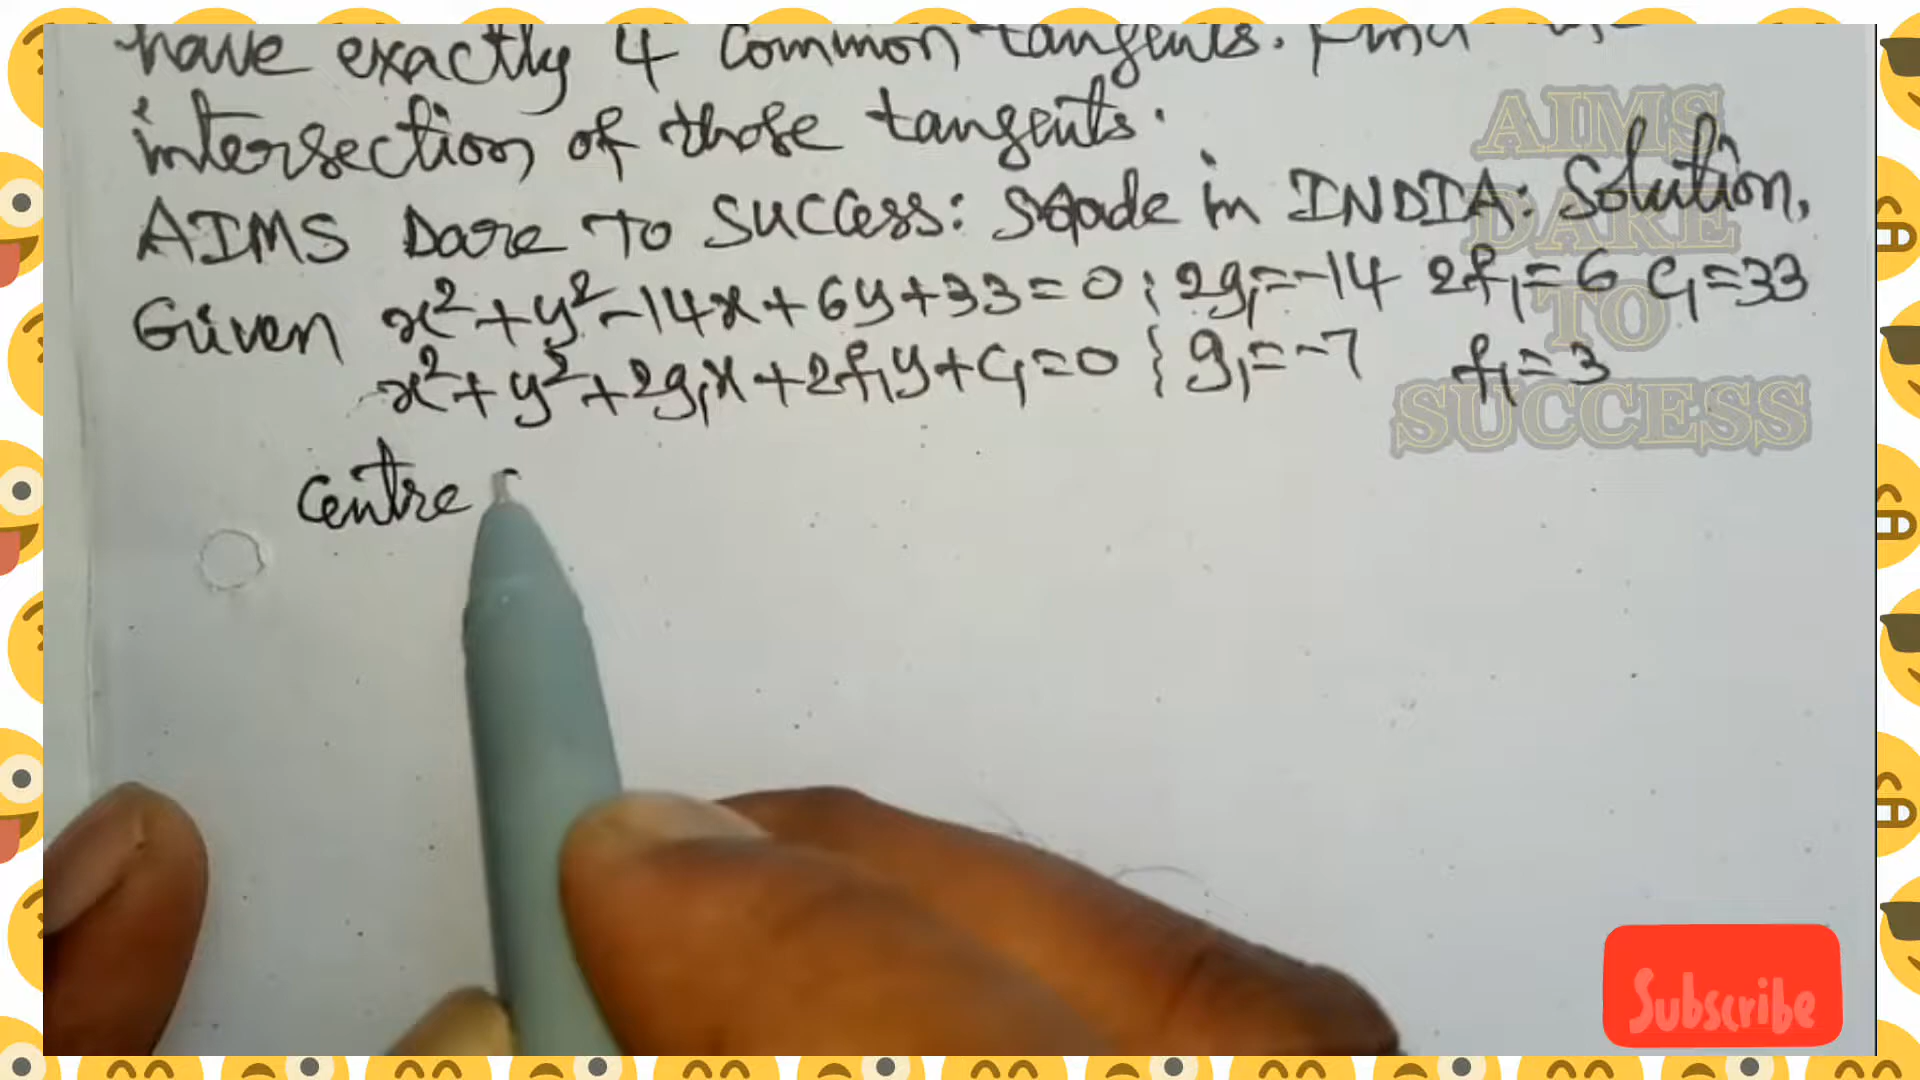 have exactly 4 common tangents. Find
intersection of those tangents.
AIMS Dare To Success: Made in INDIA: Solution,
Given x²+y²-14x+6y+33=0; 2g₁=-14 2f₁=6 C₁=33
x²+y²+2g₁x+2f₁y+C₁=0 } g₁=-7 f₁=3
Centre
AIMS
DARE
TO
SUCCESS
Subscribe